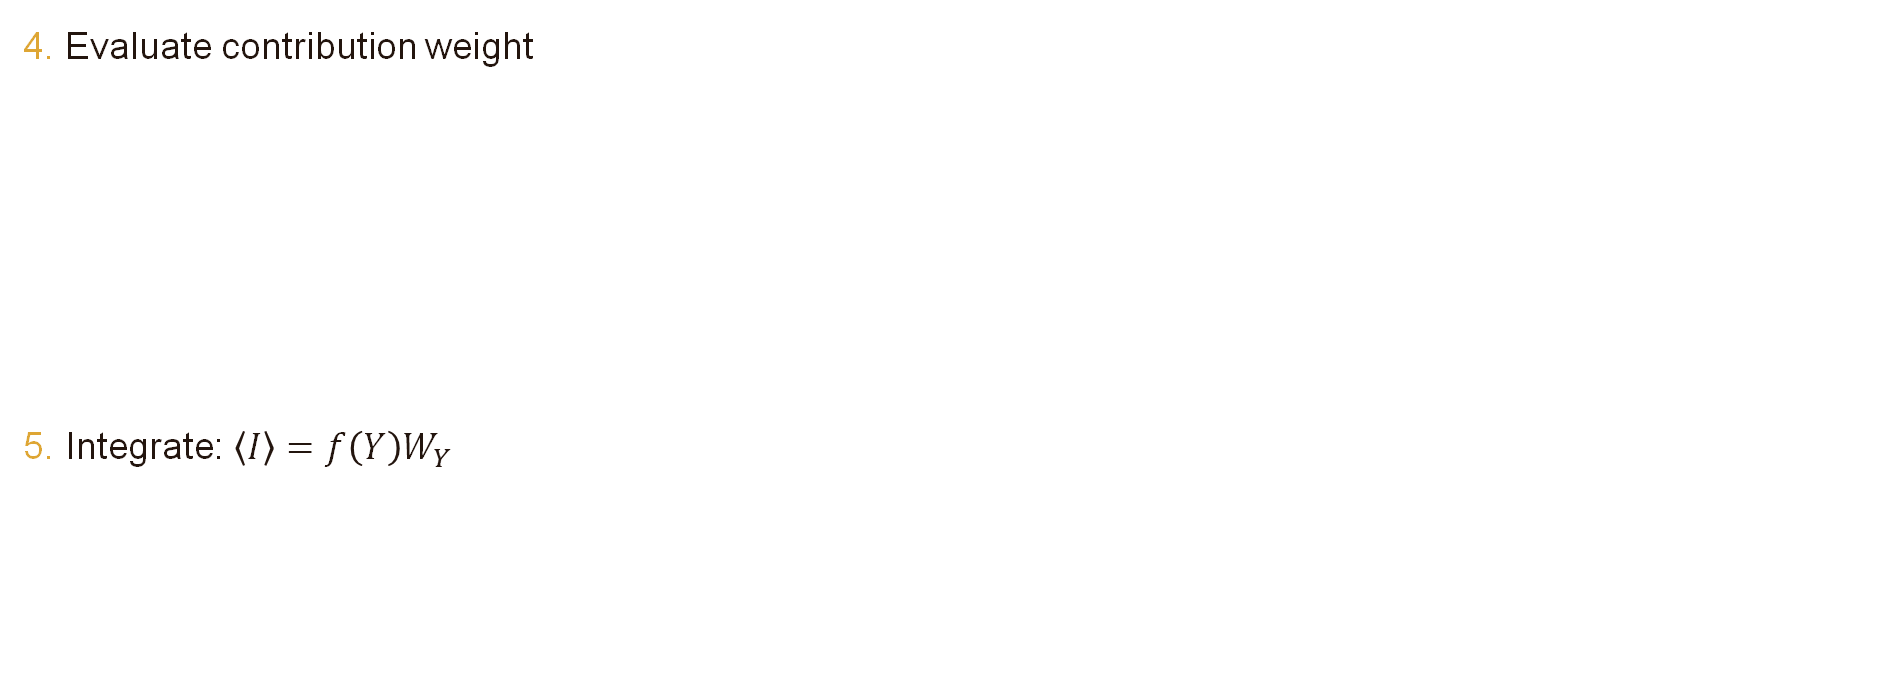 4. Evaluate contribution weight
5. Integrate: ⟨I⟩ = f(Y)W_Y